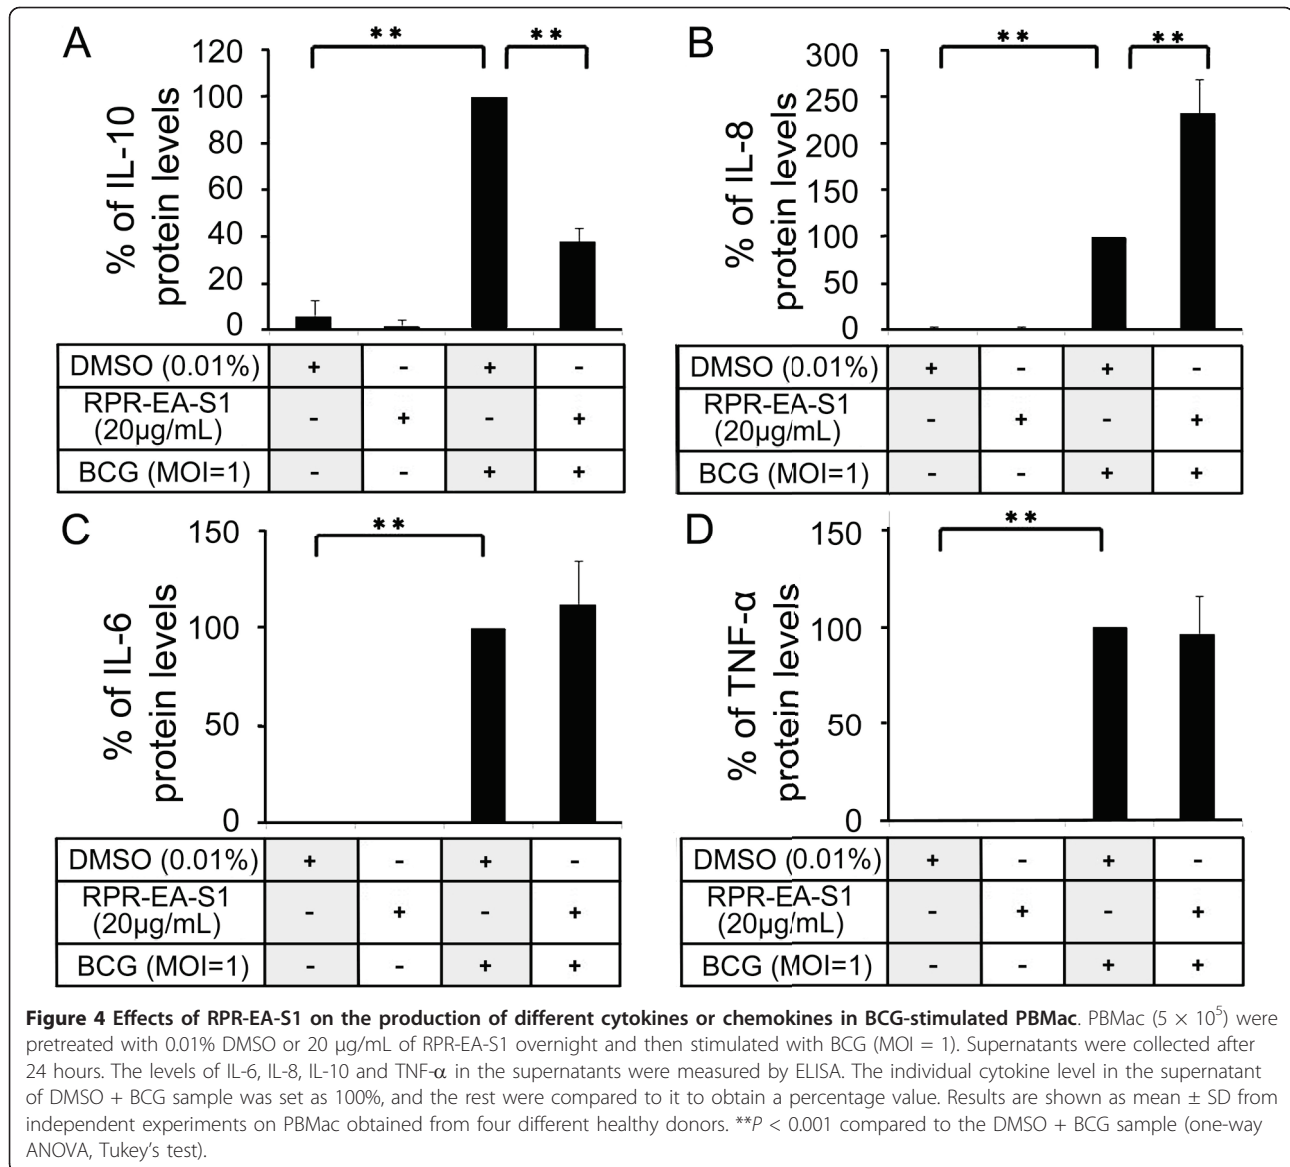 A
% of IL-10
protein levels
120
100
80
60
40
20
0
** **
DMSO (0.01%) + - + -
RPR-EA-S1
(20µg/mL) - + - +
BCG (MOI=1) - - + +
B
% of IL-8
protein levels
300
250
200
150
100
50
0
** **
DMSO (0.01%) + - + -
RPR-EA-S1
(20µg/mL) - + - +
BCG (MOI=1) - - + +
C
% of IL-6
protein levels
150
100
50
0
**
DMSO (0.01%) + - + -
RPR-EA-S1
(20µg/mL) - + - +
BCG (MOI=1) - - + +
D
% of TNF-α
protein levels
150
100
50
0
**
DMSO (0.01%) + - + -
RPR-EA-S1
(20µg/mL) - + - +
BCG (MOI=1) - - + +
Figure 4 Effects of RPR-EA-S1 on the production of different cytokines or chemokines in BCG-stimulated PBMac. PBMac (5 × 10⁵) were
pretreated with 0.01% DMSO or 20 μg/mL of RPR-EA-S1 overnight and then stimulated with BCG (MOI = 1). Supernatants were collected after
24 hours. The levels of IL-6, IL-8, IL-10 and TNF-α in the supernatants were measured by ELISA. The individual cytokine level in the supernatant
of DMSO + BCG sample was set as 100%, and the rest were compared to it to obtain a percentage value. Results are shown as mean ± SD from
independent experiments on PBMac obtained from four different healthy donors. **P < 0.001 compared to the DMSO + BCG sample (one-way
ANOVA, Tukey's test).